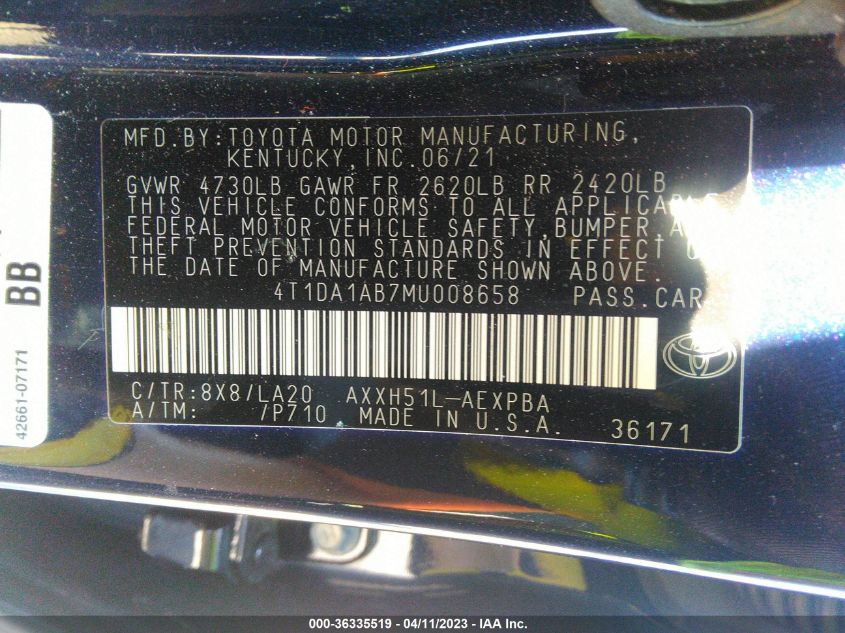 MFD.BY:TOYOTA MOTOR MANUFACTURING,
KENTUCKY, INC. 06/21
GVWR 4730LB GAWR FR 2620LB RR 2420LB
THIS VEHICLE CONFORMS TO ALL
FEDERAL MOTOR VEHICLE SAFETY, BUMPER,
THEFT PREVENTION STANDARDS IN EFFECT
THE DATE OF MANUFACTURE SHOWN ABOVE.
4T1DA1AB7MU008658 PASS.CAR
C/TR:8X8/LA20 AXXH51L-AEXPBA
A/TM: /P710 MADE IN U.S.A. 36171
BB
42661-07171
000-36335519 - 04/11/2023 - IAA Inc.